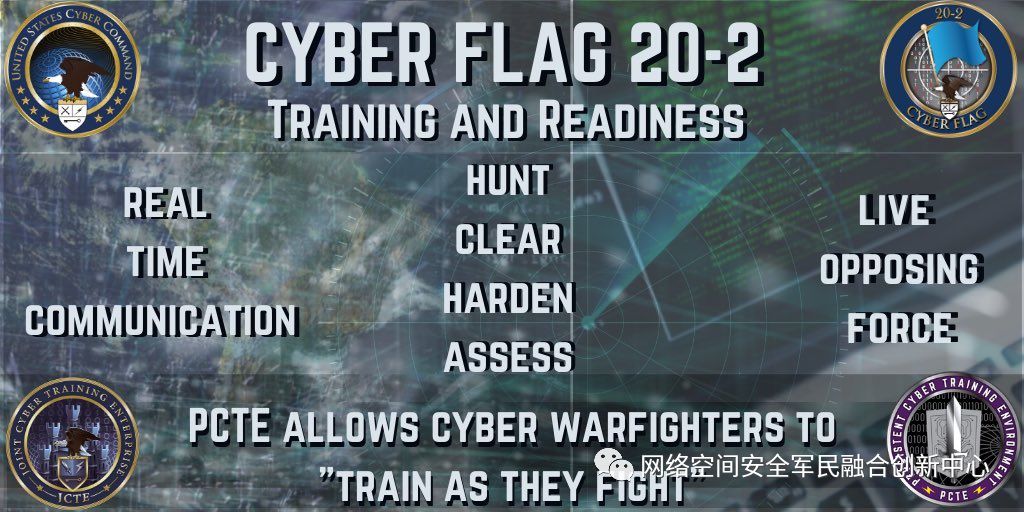 CYBER FLAG 20-2
TRAINING AND READINESS
UNITED STATES CYBER COMMAND
20-2
CYBER FLAG
REAL
TIME
COMMUNICATION
HUNT
CLEAR
HARDEN
ASSESS
LIVE
OPPOSING
FORCE
JOINT CYBER TRAINING ENTERPRISE
JCTE
PCTE ALLOWS CYBER WARFIGHTERS TO
"TRAIN AS THEY FIGHT"
PERSISTENT CYBER TRAINING ENVIRONMENT
PCTE
网络空间安全军民融合创新中心